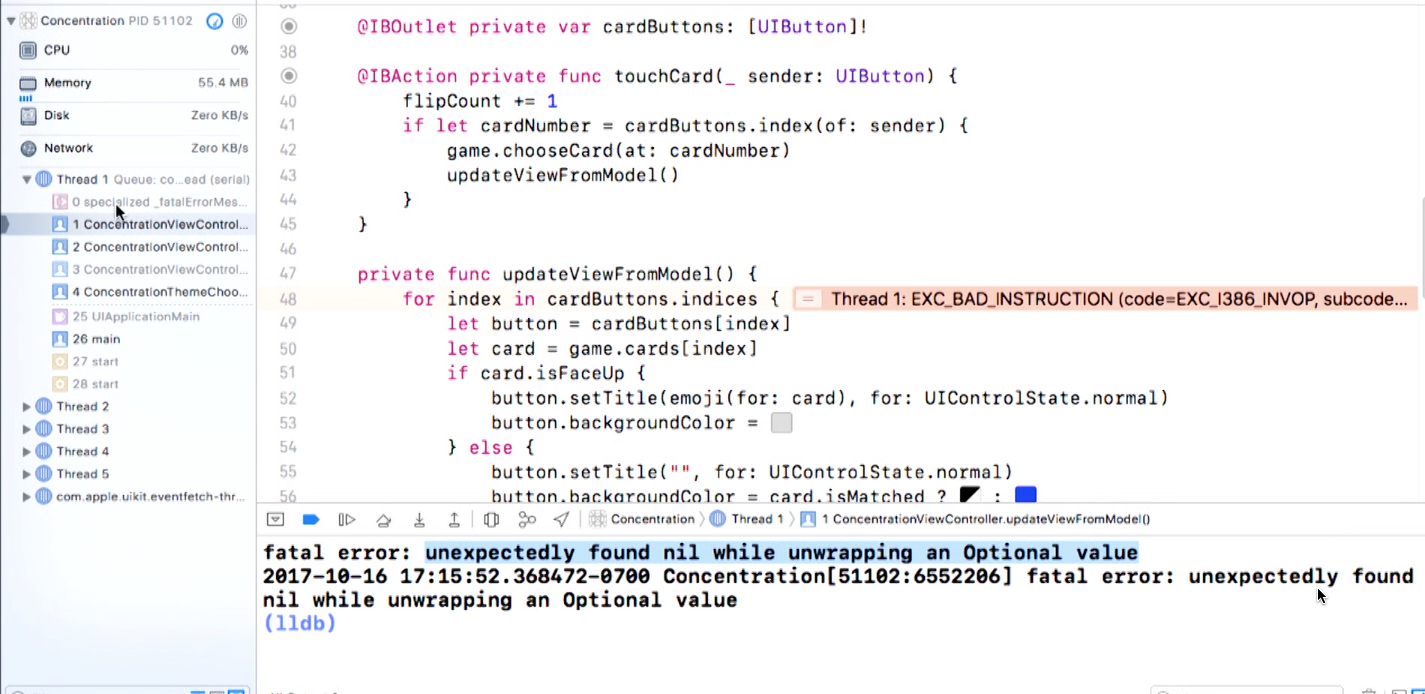 Concentration PID 51102
CPU 0%
Memory 55.4 MB
Disk Zero KB/s
Network Zero KB/s
Thread 1 Queue: co...ead (serial)
0 specialized _fatalErrorMes...
1 ConcentrationViewControl...
2 ConcentrationViewControl...
3 ConcentrationViewControl...
4 ConcentrationThemeChoo...
25 UIApplicationMain
26 main
27 start
28 start
Thread 2
Thread 3
Thread 4
Thread 5
com.apple.uikit.eventfetch-thr...
@IBOutlet private var cardButtons: [UIButton]!
38
@IBAction private func touchCard(_ sender: UIButton) {
40 flipCount += 1
41 if let cardNumber = cardButtons.index(of: sender) {
42 game.chooseCard(at: cardNumber)
43 updateViewFromModel()
44 }
45 }
46
47 private func updateViewFromModel() {
48 for index in cardButtons.indices { = Thread 1: EXC_BAD_INSTRUCTION (code=EXC_I386_INVOP, subcode...
49 let button = cardButtons[index]
50 let card = game.cards[index]
51 if card.isFaceUp {
52 button.setTitle(emoji(for: card), for: UIControlState.normal)
53 button.backgroundColor =
54 } else {
55 button.setTitle("", for: UIControlState.normal)
56 button.backgroundColor = card.isMatched ? :
Concentration Thread 1 1 ConcentrationViewController.updateViewFromModel()
fatal error: unexpectedly found nil while unwrapping an Optional value
2017-10-16 17:15:52.368472-0700 Concentration[51102:6552206] fatal error: unexpectedly found
nil while unwrapping an Optional value
(lldb)